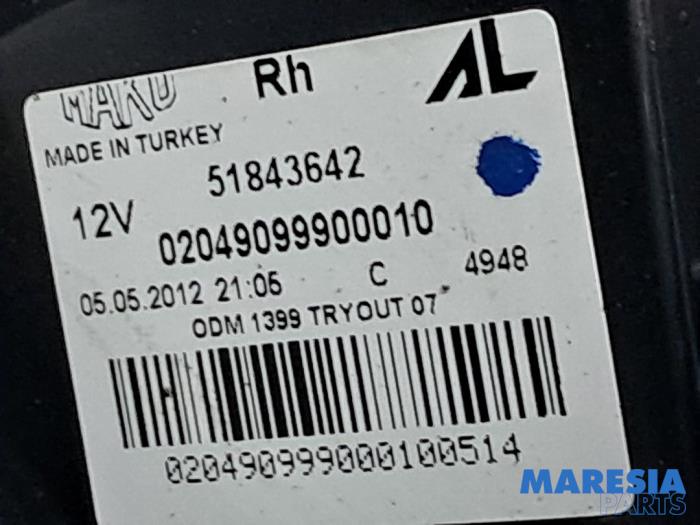 MAKO Rh AL
MADE IN TURKEY
51843642
12V
02049099900010
05.05.2012 21:06 C 4948
ODM 1399 TRYOUT 07
020490999000100514
MARESIA
PARTS